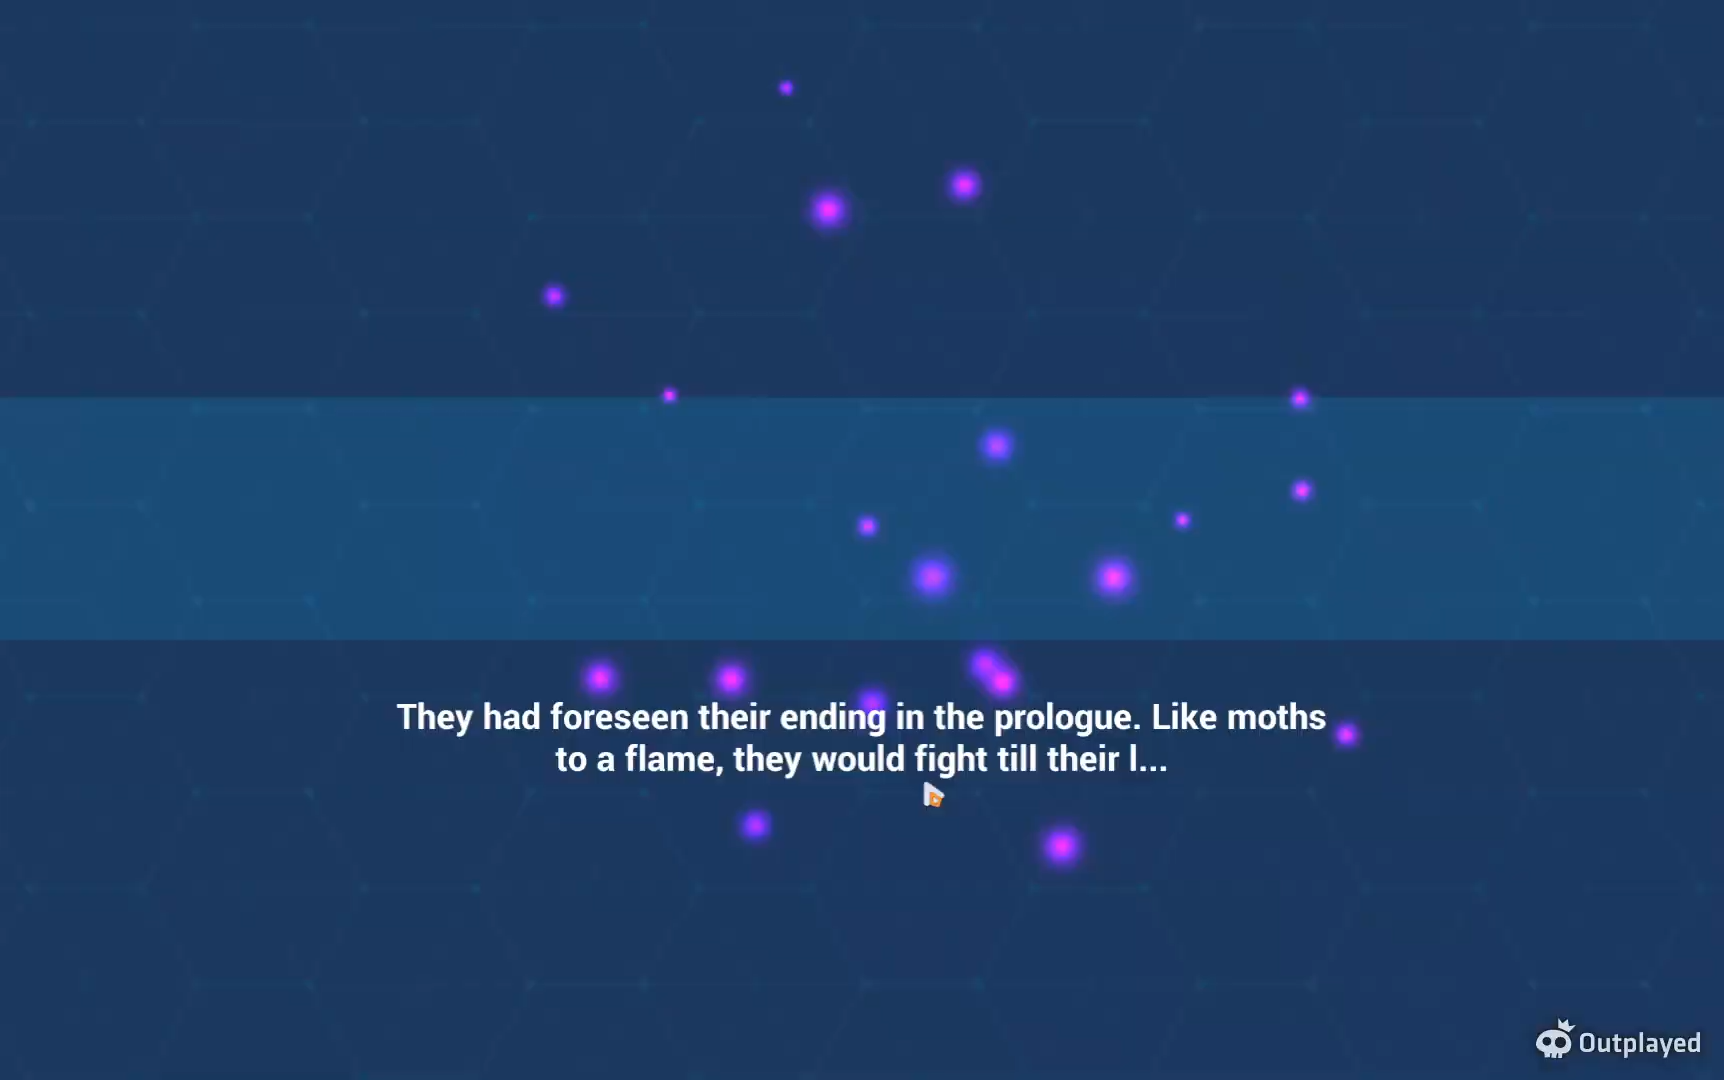 They had foreseen their ending in the prologue. Like moths
to a flame, they would fight till their l...
Outplayed